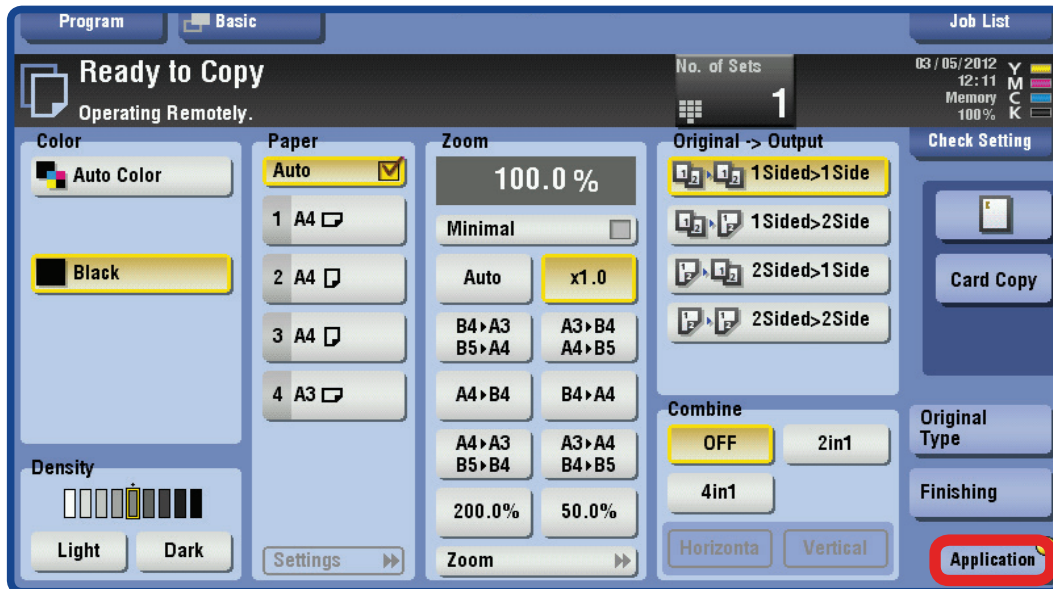 Program
Basic
Job List
Ready to Copy
Operating Remotely.
No. of Sets
1
03/05/2012
12:11
Memory
100%
Y
M
C
K
Color
Auto Color
Black
Density
Light
Dark
Paper
Auto
1 A4
2 A4
3 A4
4 A3
Settings
Zoom
100.0 %
Minimal
Auto
x1.0
B4▸A3
B5▸A4
A3▸B4
A4▸B5
A4▸B4
B4▸A4
A4▸A3
B5▸B4
A3▸A4
B4▸B5
200.0%
50.0%
Zoom
Original -> Output
1Sided>1Side
1Sided>2Side
2Sided>1Side
2Sided>2Side
Combine
OFF
2in1
4in1
Horizonta
Vertical
Check Setting
Card Copy
Original
Type
Finishing
Application